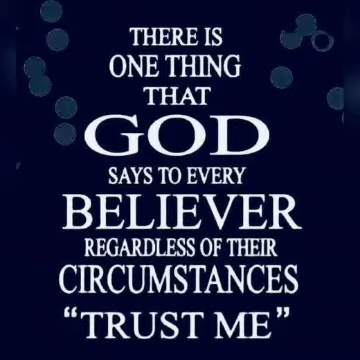 THERE IS
ONE THING
THAT
GOD
SAYS TO EVERY
BELIEVER
REGARDLESS OF THEIR
CIRCUMSTANCES
“TRUST ME”